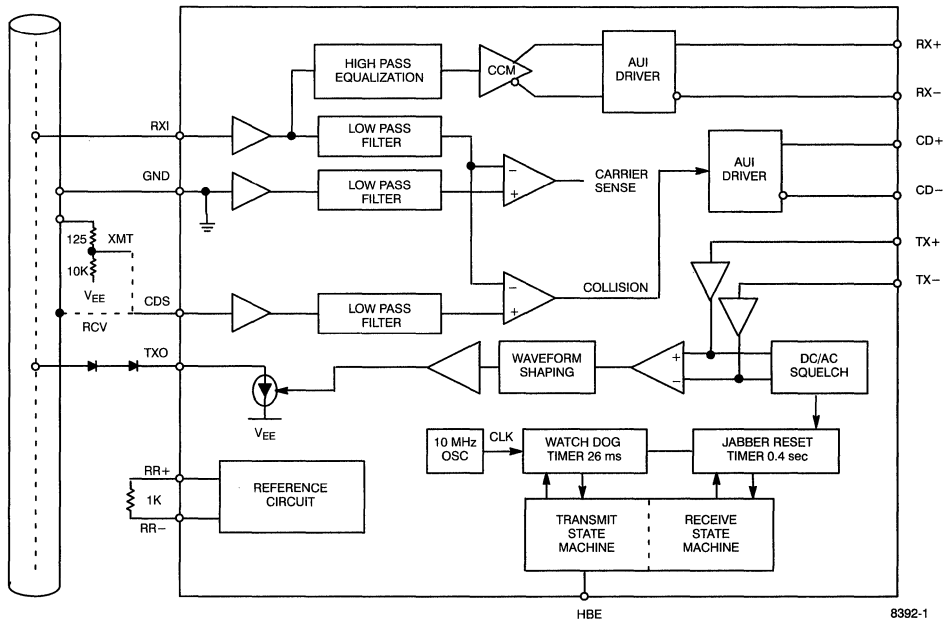 HIGH PASS
EQUALIZATION
CCM
AUI
DRIVER
RX+
RX−
RXI
LOW PASS
FILTER
CD+
GND
LOW PASS
FILTER
−
+
CARRIER
SENSE
AUI
DRIVER
CD−
125
XMT
10K
VEE
TX+
TX−
CDS
RCV
LOW PASS
FILTER
−
+
COLLISION
TXO
VEE
WAVEFORM
SHAPING
+
−
DC/AC
SQUELCH
10 MHz
OSC
CLK
WATCH DOG
TIMER 26 ms
JABBER RESET
TIMER 0.4 sec
RR+
1K
RR−
REFERENCE
CIRCUIT
TRANSMIT
STATE
MACHINE
RECEIVE
STATE
MACHINE
HBE
8392-1